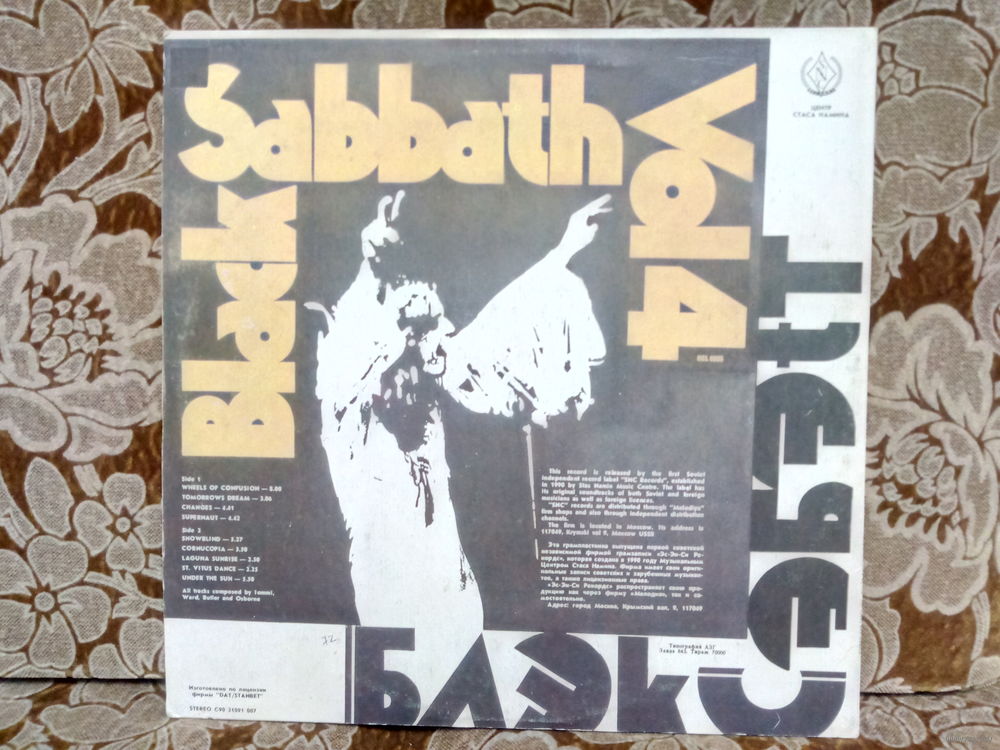 Black
Sabbath
Vol 4
ЦЕНТР
СТАСА НАМИНА
Side 1
WHEELS OF CONFUSION — 8.00
TOMORROWS DREAM — 3.06
CHANGES — 4.41
SUPERNAUT — 4.42
Side 2
SNOWBLIND — 5.27
CORNUCOPIA — 3.50
LAGUNA SUNRISE — 2.50
ST. VITUS DANCE — 2.25
UNDER THE SUN — 5.50
All tracks composed by Iommi,
Ward, Butler and Osborne
This record is released by the first Soviet
independent record label "SNC Records", established
in 1990 by Stas Namin Music Centre. The label has
its original soundtracks of both Soviet and foreign
musicians as well as foreign licences.
"SNC" records are distributed through "Melodiya"
firm shops and also through independent distribution
channels.
The firm is located in Moscow. Its address is
117049, Krymski val 9, Moscow USSR
Эта грампластинка выпущена первой советской
независимой фирмой грамзаписи «Эс-Эн-Си Ре-
кордс», которая создана в 1990 году Музыкальным
Центром Стаса Намина. Фирма имеет свои ориги-
нальные записи советских и зарубежных музыкан-
тов, а также лицензионные права.
«Эс-Эн-Си Рекордс» распространяет свою про-
дукцию как через фирму «Мелодия», так и са-
мостоятельно.
Адрес: город Москва, Крымский вал, 9, 117049
БЛЭК
СЭБЭТ
Типография АЗГ
Заказ 643. Тираж 70000
72
Изготовлено по лицензии
фирмы "DAT/STANBET"
STEREO C90 31091 007